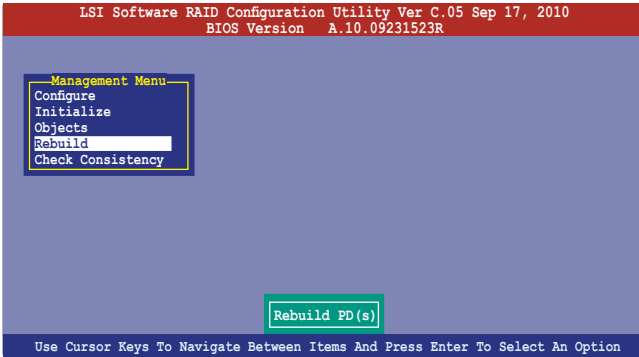 LSI Software RAID Configuration Utility Ver C.05 Sep 17, 2010
BIOS Version A.10.09231523R
Management Menu
Configure
Initialize
Objects
Rebuild
Check Consistency
Rebuild PD(s)
Use Cursor Keys To Navigate Between Items And Press Enter To Select An Option